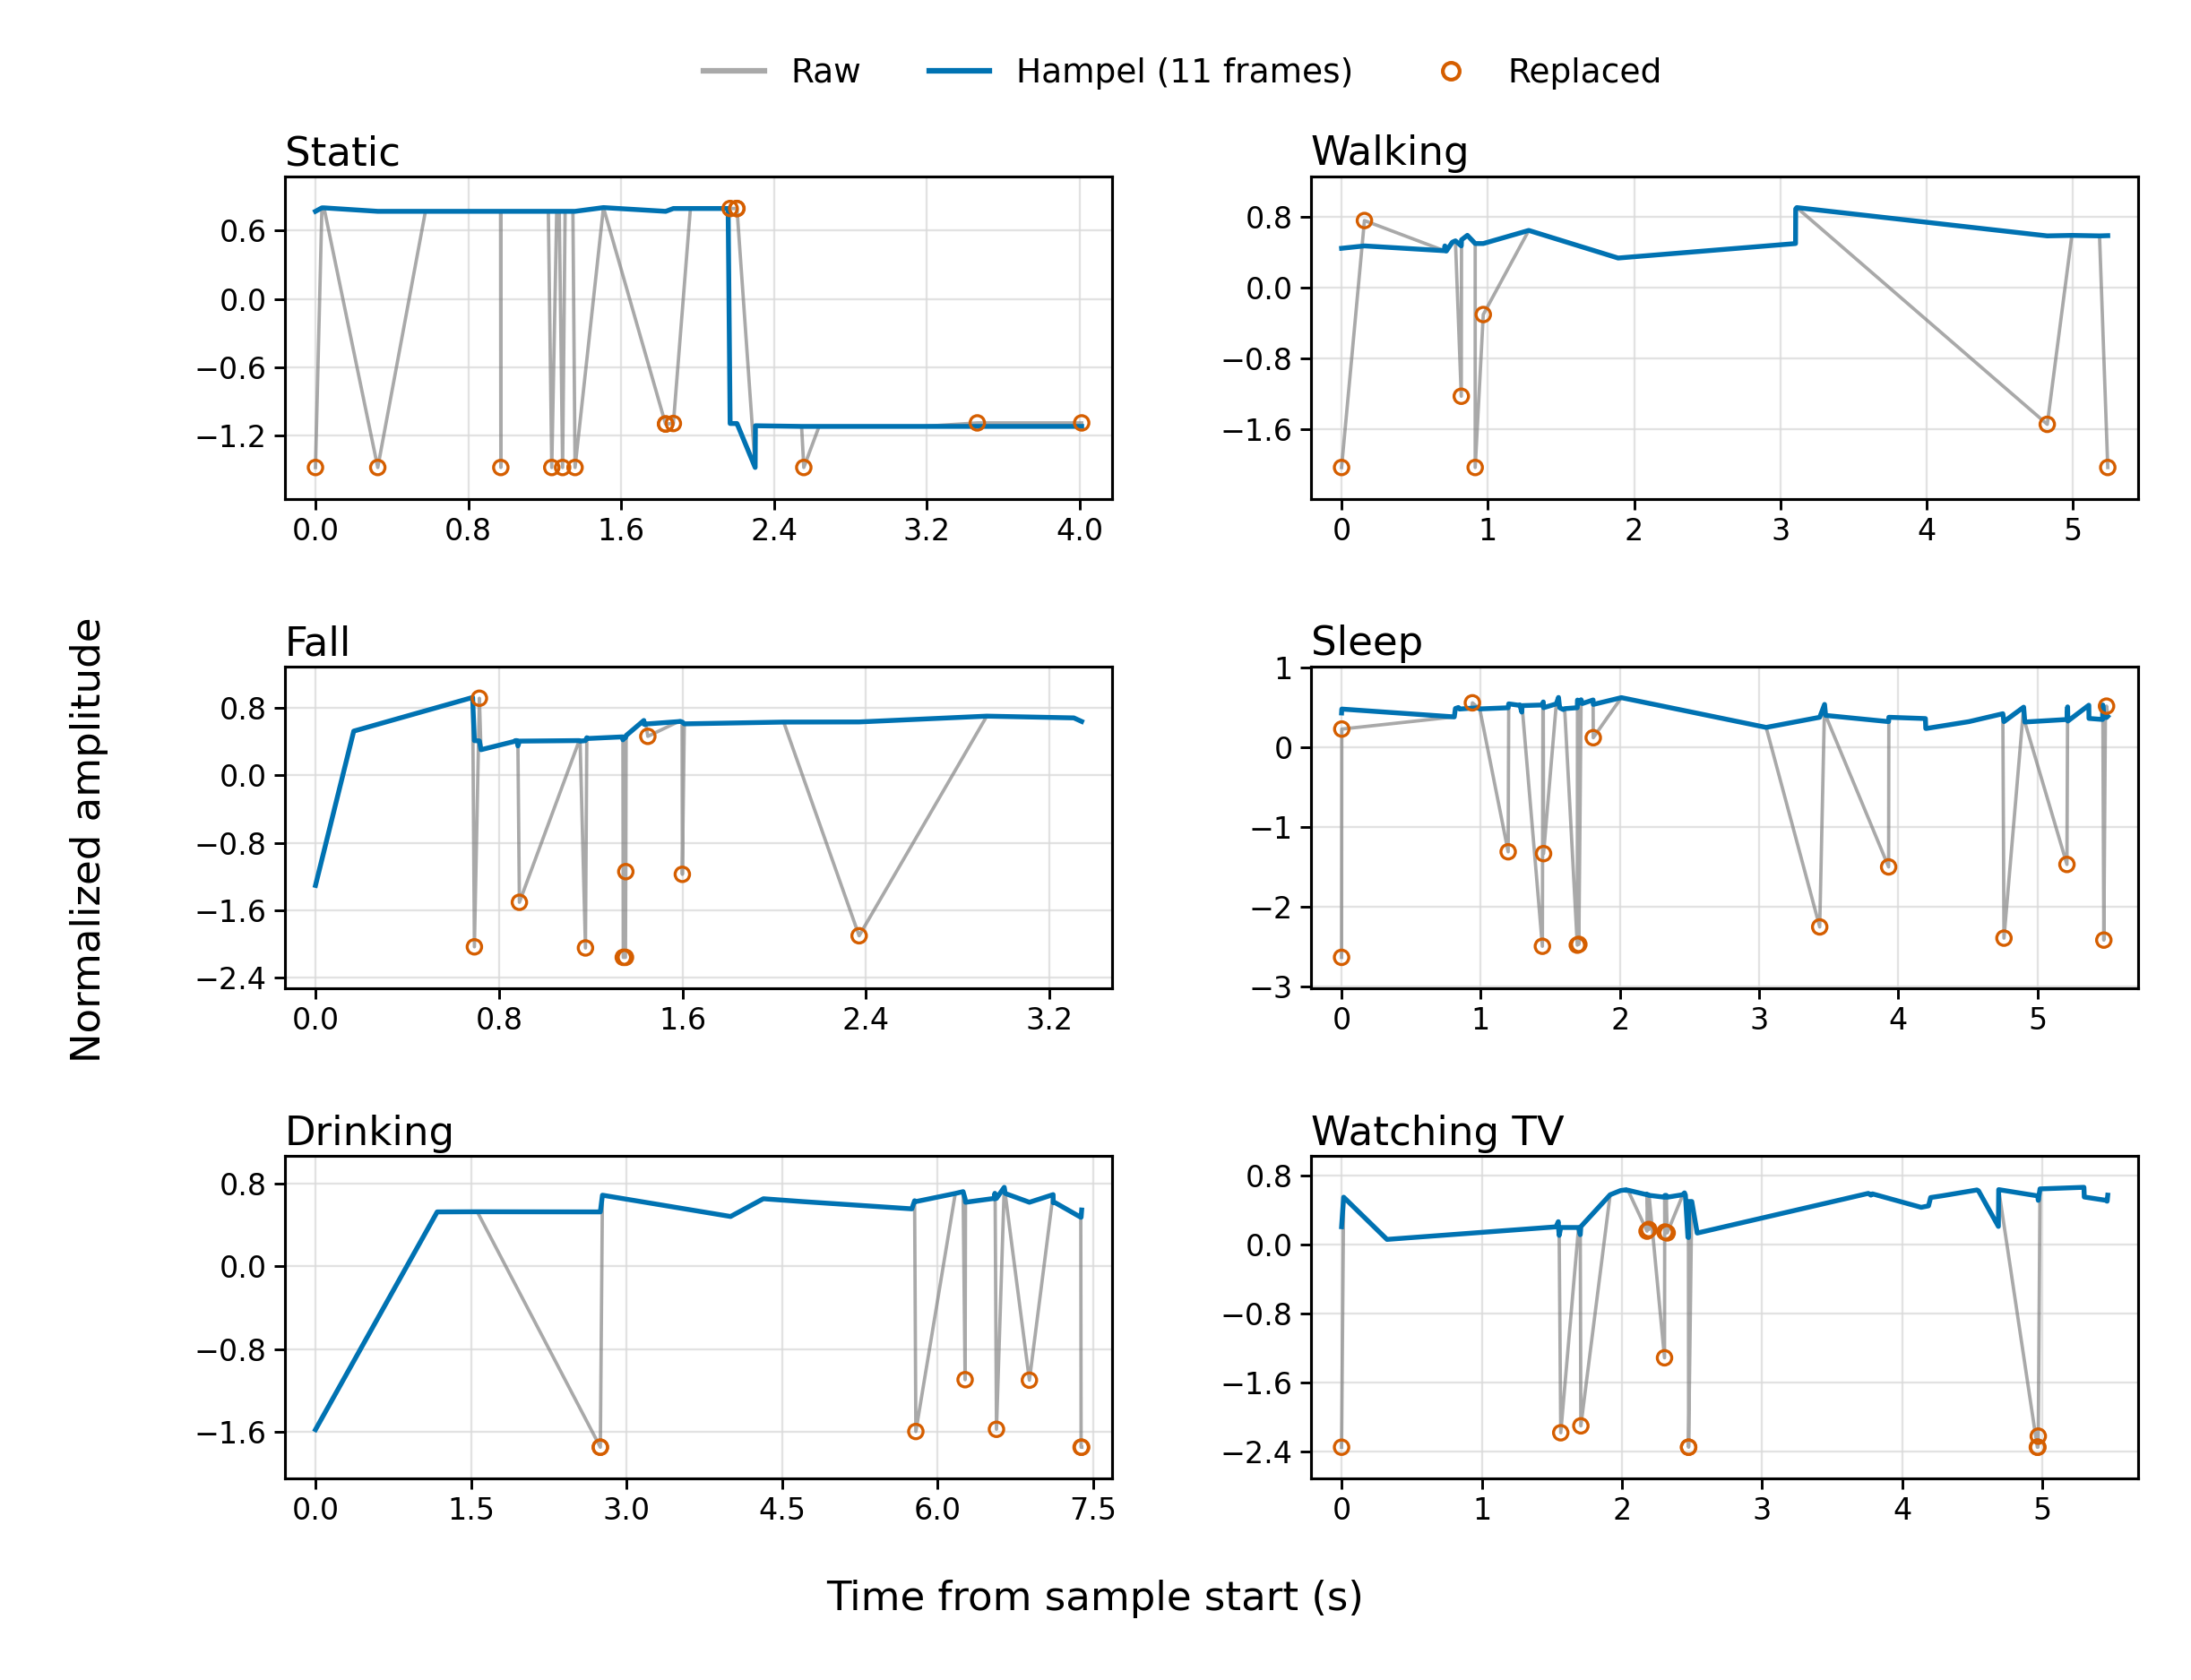 Raw Hampel (11 frames) Replaced
Static
0.6
0.0
−0.6
−1.2
0.0 0.8 1.6 2.4 3.2 4.0
Walking
0.8
0.0
−0.8
−1.6
0 1 2 3 4 5
Normalized amplitude
Fall
0.8
0.0
−0.8
−1.6
−2.4
0.0 0.8 1.6 2.4 3.2
Sleep
1
0
−1
−2
−3
0 1 2 3 4 5
Drinking
0.8
0.0
−0.8
−1.6
0.0 1.5 3.0 4.5 6.0 7.5
Watching TV
0.8
0.0
−0.8
−1.6
−2.4
0 1 2 3 4 5
Time from sample start (s)